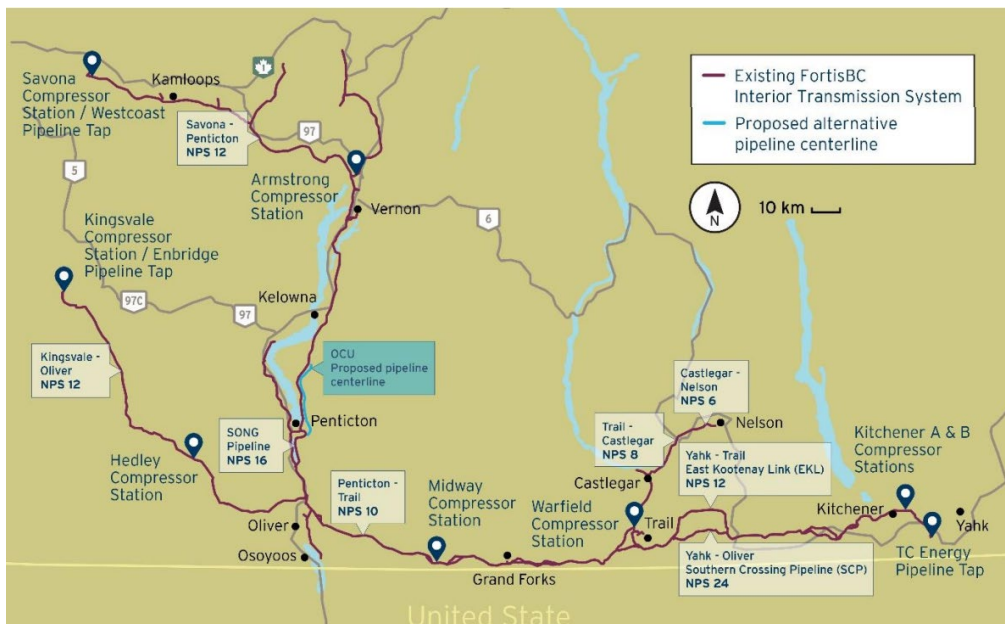 Savona
Compressor
Station / Westcoast
Pipeline Tap
Kamloops
1
Existing FortisBC
Interior Transmission System
Proposed alternative
pipeline centerline
Savona -
Penticton
NPS 12
97
5
Armstrong
Compressor
Station
N
10 km
Vernon
6
Kingsvale
Compressor
Station / Enbridge
Pipeline Tap
97C
97
Kelowna
Kingsvale -
Oliver
NPS 12
OCU
Proposed pipeline
centerline
Castlegar -
Nelson
NPS 6
Penticton
Nelson
SONG
Pipeline
NPS 16
Trail -
Castlegar
NPS 8
Yahk - Trail
East Kootenay Link (EKL)
NPS 12
Kitchener A & B
Compressor
Stations
Hedley
Compressor
Station
Penticton -
Trail
NPS 10
Midway
Compressor
Station
Castlegar
Warfield
Compressor
Station
Trail
Kitchener
Yahk
Oliver
Osoyoos
Grand Forks
Yahk - Oliver
Southern Crossing Pipeline (SCP)
NPS 24
TC Energy
Pipeline Tap
United State